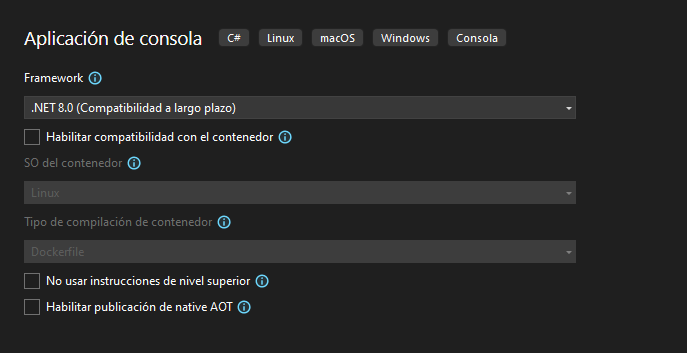 Aplicación de consola C# Linux macOS Windows Consola
Framework
.NET 8.0 (Compatibilidad a largo plazo)
Habilitar compatibilidad con el contenedor
SO del contenedor
Linux
Tipo de compilación de contenedor
Dockerfile
No usar instrucciones de nivel superior
Habilitar publicación de native AOT